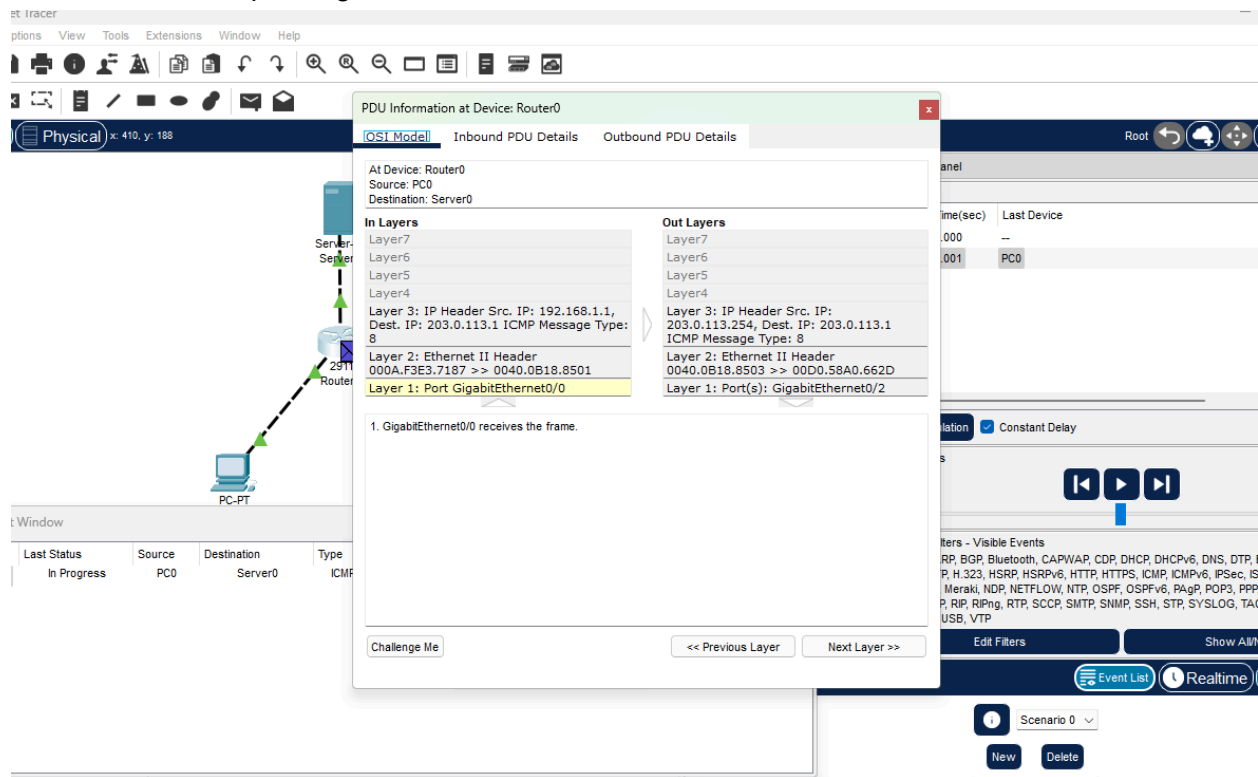 et Tracer
ptions View Tools Extensions Window Help
Physical x: 410, y: 188
Root
PDU Information at Device: Router0
x
OSI Model Inbound PDU Details Outbound PDU Details
At Device: Router0
Source: PC0
Destination: Server0
In Layers
Layer7
Layer6
Layer5
Layer4
Layer 3: IP Header Src. IP: 192.168.1.1,
Dest. IP: 203.0.113.1 ICMP Message Type:
8
Layer 2: Ethernet II Header
000A.F3E3.7187 >> 0040.0B18.8501
Layer 1: Port GigabitEthernet0/0
Out Layers
Layer7
Layer6
Layer5
Layer4
Layer 3: IP Header Src. IP:
203.0.113.254, Dest. IP: 203.0.113.1
ICMP Message Type: 8
Layer 2: Ethernet II Header
0040.0B18.8503 >> 00D0.58A0.662D
Layer 1: Port(s): GigabitEthernet0/2
1. GigabitEthernet0/0 receives the frame.
Challenge Me << Previous Layer Next Layer >>
Server-
Server
2911
Router
PC-PT
anel
ime(sec) Last Device
.000 --
.001 PC0
ulation Constant Delay
s
lters - Visible Events
RP, BGP, Bluetooth, CAPWAP, CDP, DHCP, DHCPv6, DNS, DTP,
P, H.323, HSRP, HSRPv6, HTTP, HTTPS, ICMP, ICMPv6, IPSec, IS
Meraki, NDP, NETFLOW, NTP, OSPF, OSPFv6, PAgP, POP3, PPP
P, RIP, RIPng, RTP, SCCP, SMTP, SNMP, SSH, STP, SYSLOG, TAC
USB, VTP
Edit Filters Show All/N
Event List Realtime
t Window
Last Status Source Destination Type
In Progress PC0 Server0 ICMP
Scenario 0
New Delete